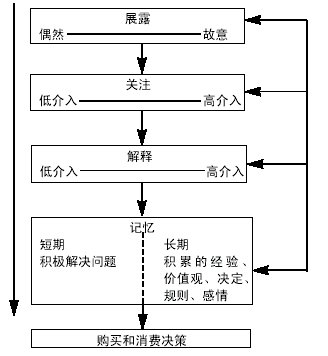 展露
偶然 故意
关注
低介入 高介入
解释
低介入 高介入
记忆
短期
积极解决问题
长期
积累的经验、
价值观、决定、
规则、感情
购买和消费决策